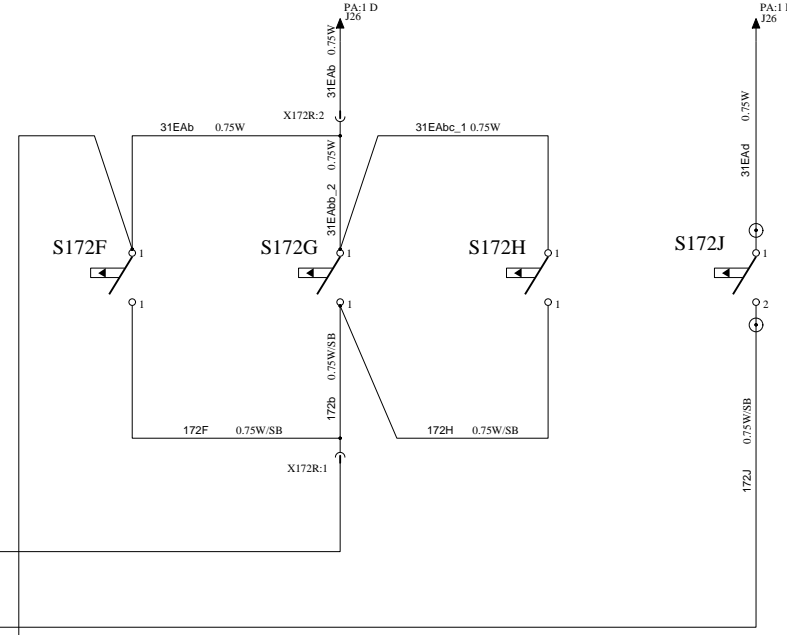 PA:1 D
J26
PA:1
J26
31EAb 0.75W
X172R:2
31EAb 0.75W
31EAbb_2 0.75W
31EAbc_1 0.75W
31EAd 0.75W
S172F
1
S172G
1
S172H
1
S172J
1
1
1
1
2
172b 0.75W/SB
172F 0.75W/SB
172H 0.75W/SB
X172R:1
172J 0.75W/SB